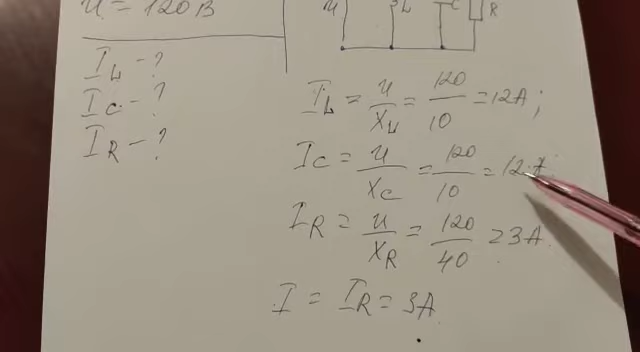 U = 120 В
U L C R
I_L - ?
I_C - ?
I_R - ?
I_L = U/X_L = 120/10 = 12A;
I_C = U/X_C = 120/10 = 12A
I_R = U/X_R = 120/40 = 3A.
I = I_R = 3A